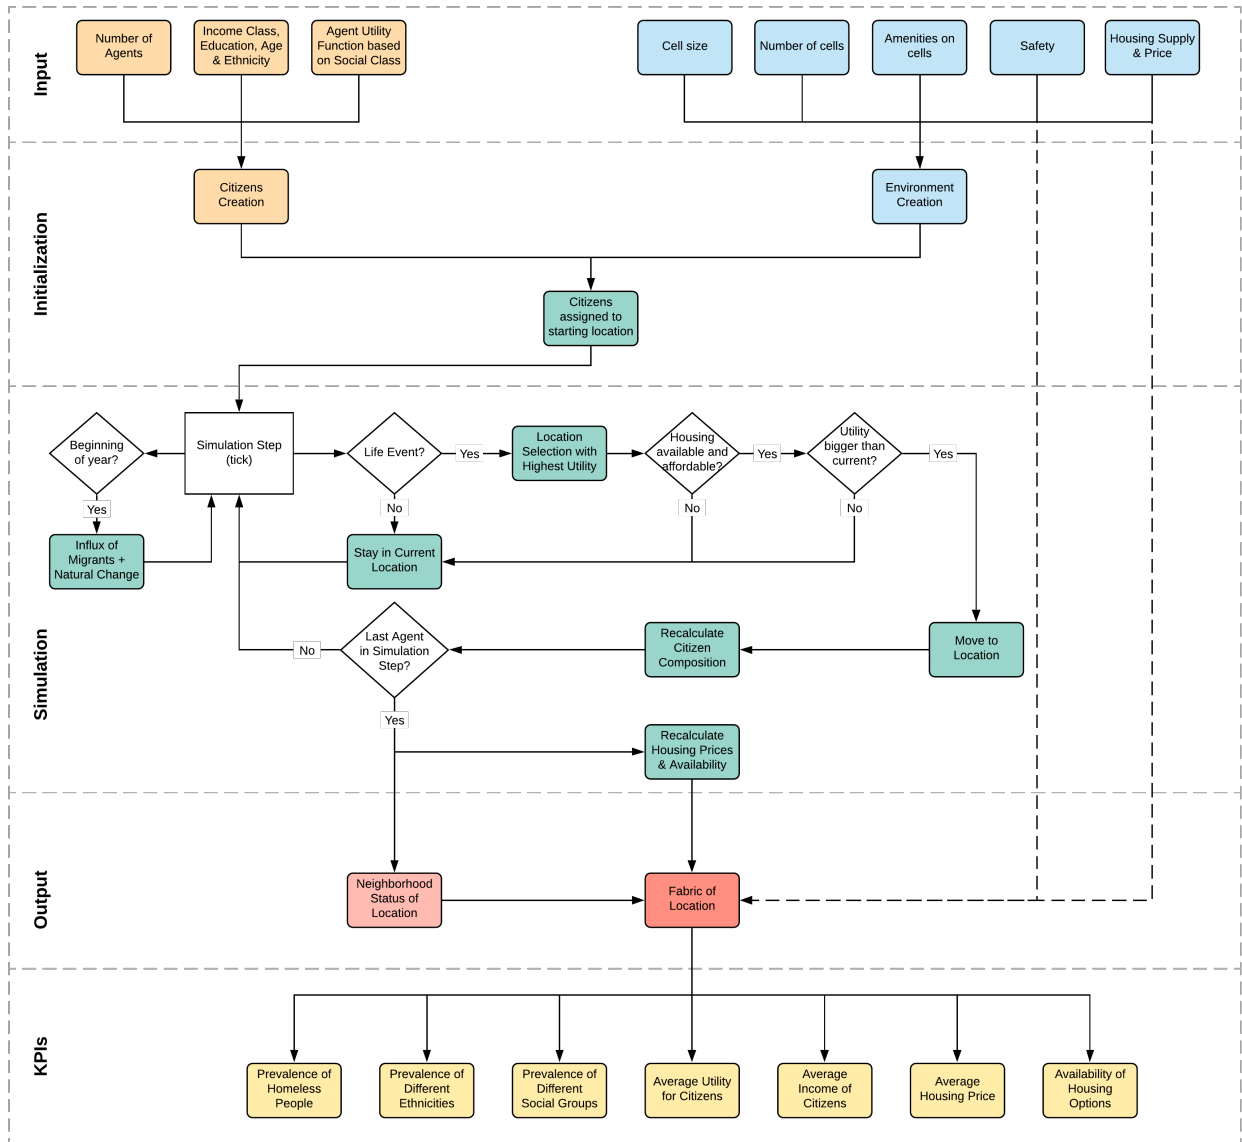 Input
Number of
Agents
Income Class,
Education, Age
& Ethnicity
Agent Utility
Function based
on Social Class
Cell size
Number of cells
Amenities on
cells
Safety
Housing Supply
& Price
Initialization
Citizens
Creation
Environment
Creation
Citizens
assigned to
starting location
Simulation
Beginning
of year?
Simulation Step
(tick)
Life Event?
Yes
Location
Selection with
Highest Utility
Housing
available and
affordable?
Yes
Utility
bigger than
current?
Yes
Yes
No
No
No
Influx of
Migrants +
Natural Change
Stay in Current
Location
Last Agent
in Simulation
Step?
No
Recalculate
Citizen
Composition
Move to
Location
Yes
Recalculate
Housing Prices
& Availability
Output
Neighborhood
Status of
Location
Fabric of
Location
KPIs
Prevalence of
Homeless
People
Prevalence of
Different
Ethnicities
Prevalence of
Different
Social Groups
Average Utility
for Citizens
Average
Income of
Citizens
Average
Housing Price
Availability of
Housing
Options